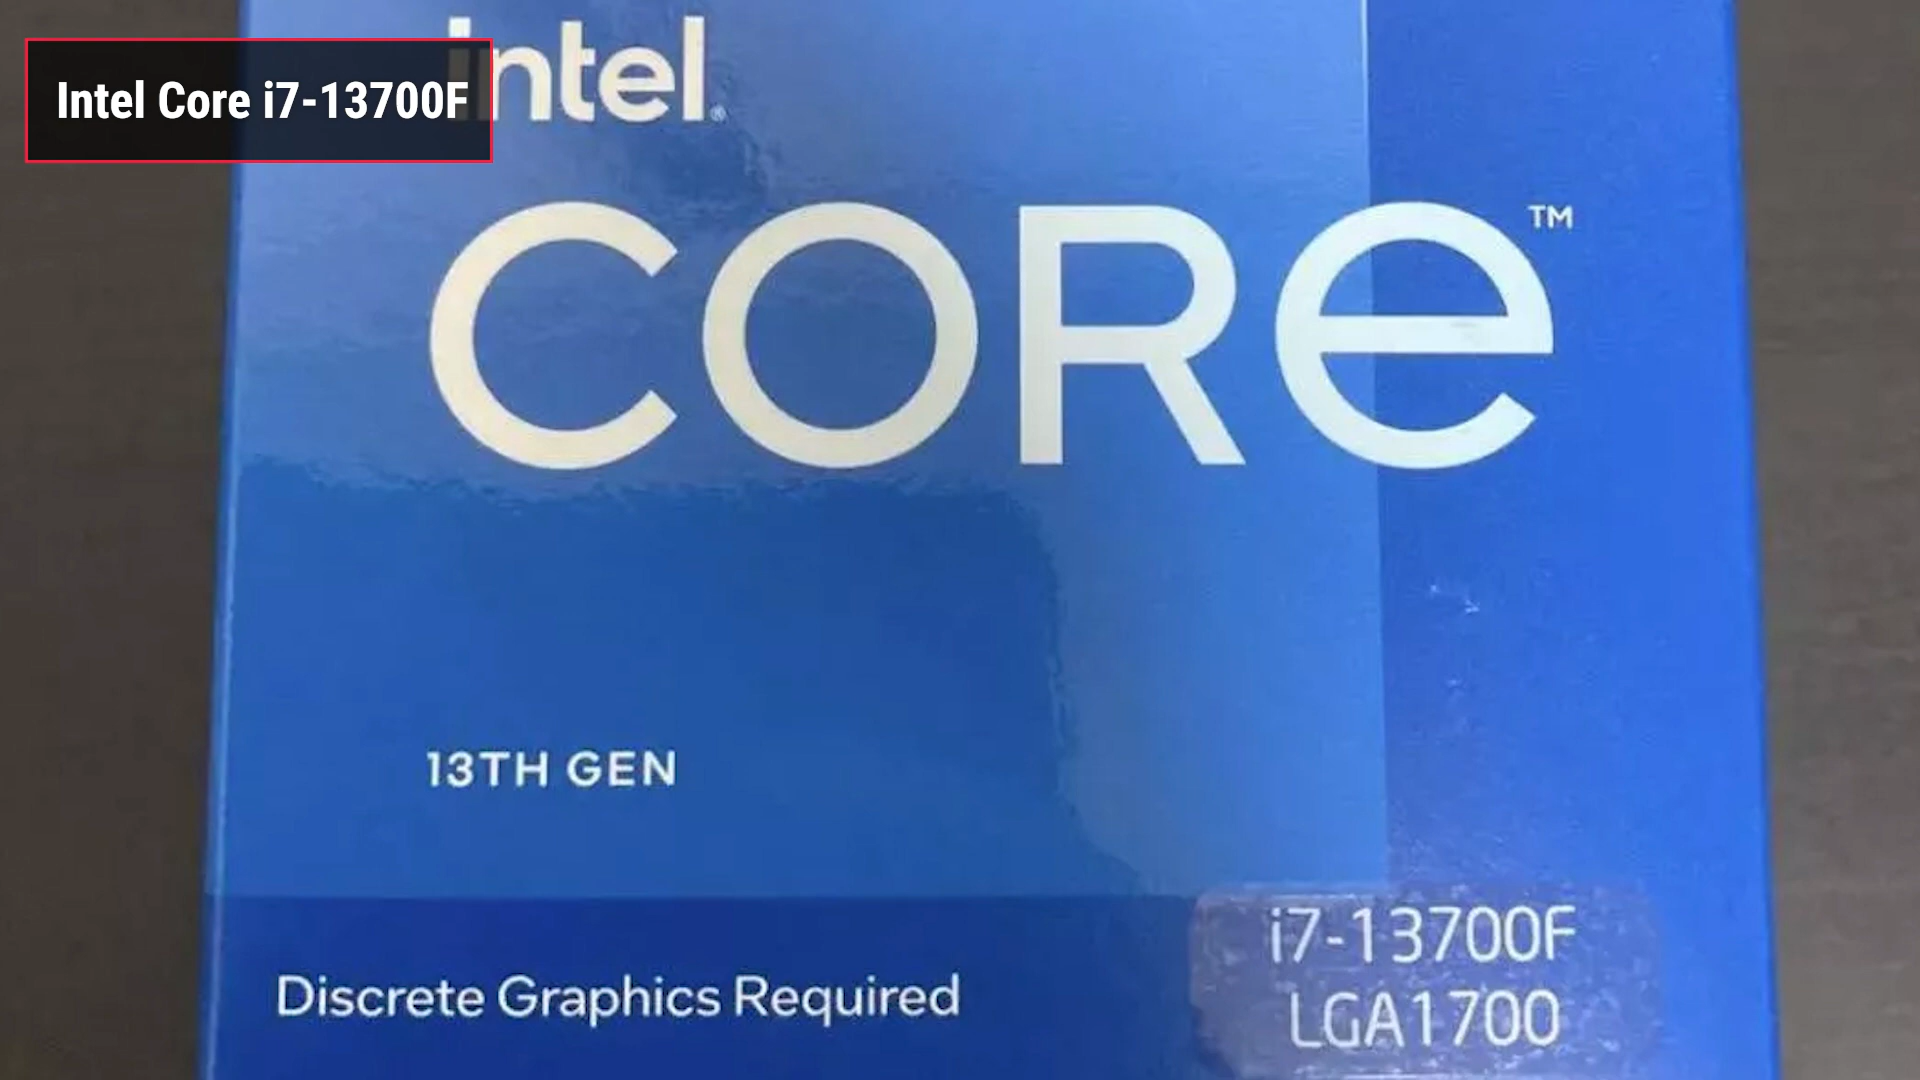 Intel Core i7-13700F
intel®
CORe™
13TH GEN
Discrete Graphics Required
i7-13700F
LGA1700